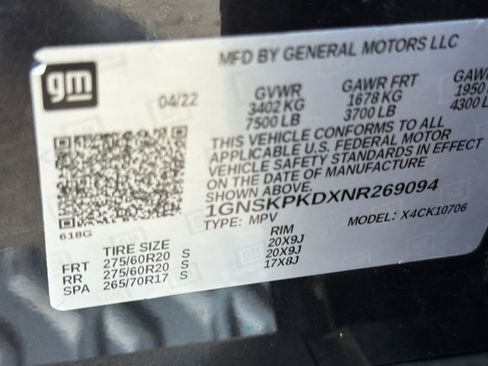 MFD BY GENERAL MOTORS LLC
gm
04/22
GVWR GAWR FRT GAW
3402 KG 1678 KG 1950
7500 LB 3700 LB 4300 L
THIS VEHICLE CONFORMS TO ALL
APPLICABLE U.S. FEDERAL MOTOR
VEHICLE SAFETY STANDARDS IN EFFECT
ON THE DATE OF MANUFACTURE
SHOWN ABOVE.
1GNSKPKDXNR269094
618G
TYPE: MPV MODEL: X4CK10706
TIRE SIZE RIM
FRT 275/60R20 S 20X9J
RR 275/60R20 S 20X9J
SPA 265/70R17 S 17X8J